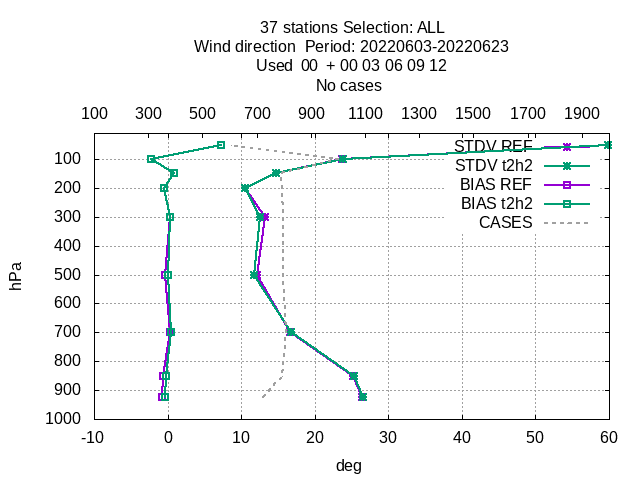 37 stations Selection: ALL
Wind direction  Period: 20220603-20220623
Used  00  + 00 03 06 09 12
No cases
100 300 500 700 900 1100 1300 1500 1700 1900
STDV REF
STDV t2h2
BIAS REF
BIAS t2h2
CASES
100
200
300
400
500
600
700
800
900
1000
hPa
-10 0 10 20 30 40 50 60
deg